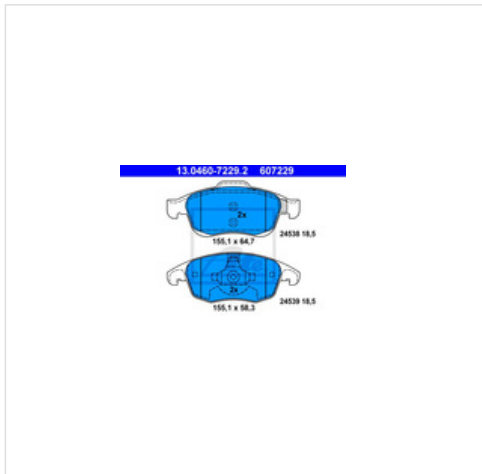 13.0460-7229.2 607229
2x
155,1 x 64,7
24538 18,5
2x
155,1 x 58,3
24539 18,5